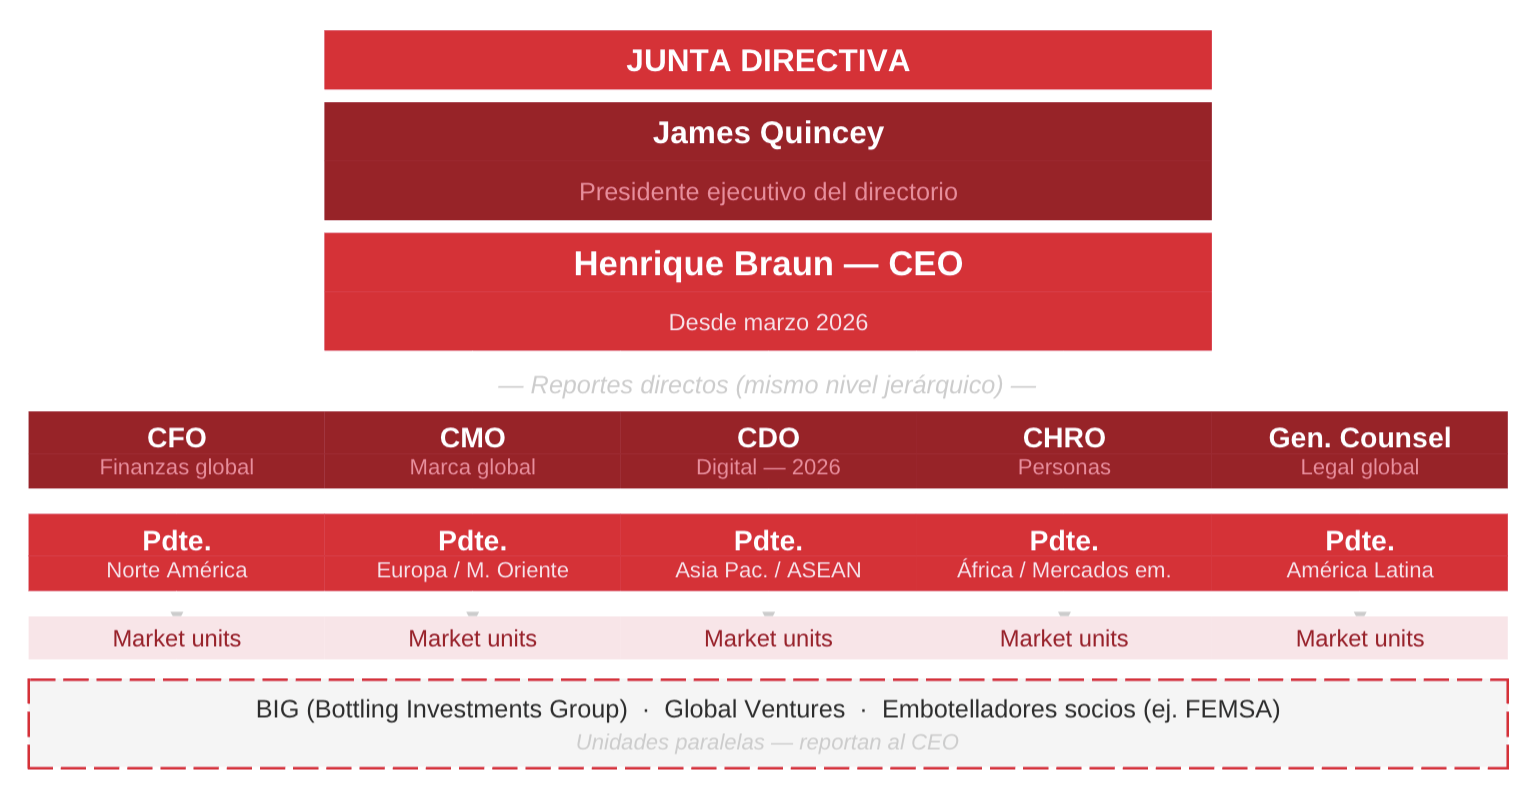 JUNTA DIRECTIVA
James Quincey
Presidente ejecutivo del directorio
Henrique Braun — CEO
Desde marzo 2026
— Reportes directos (mismo nivel jerárquico) —
CFO
Finanzas global
CMO
Marca global
CDO
Digital — 2026
CHRO
Personas
Gen. Counsel
Legal global
Pdte.
Norte América
Pdte.
Europa / M. Oriente
Pdte.
Asia Pac. / ASEAN
Pdte.
África / Mercados em.
Pdte.
América Latina
Market units
Market units
Market units
Market units
Market units
BIG (Bottling Investments Group) · Global Ventures · Embotelladores socios (ej. FEMSA)
Unidades paralelas — reportan al CEO